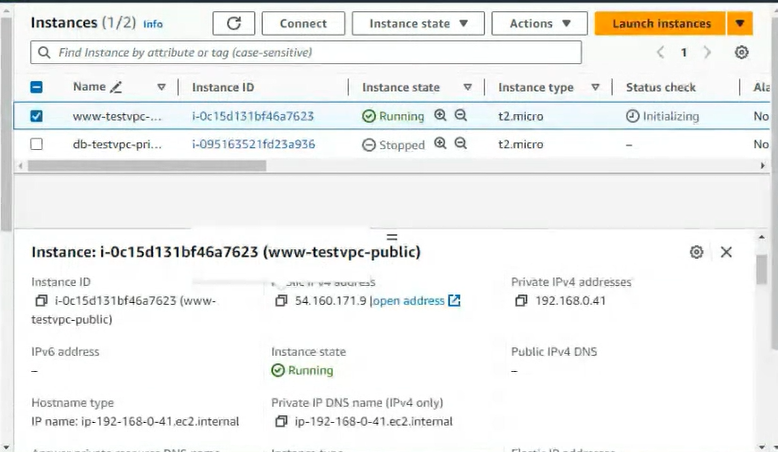 Instances (1/2) Info Connect Instance state Actions Launch instances
Find Instance by attribute or tag (case-sensitive) 1
Name Instance ID Instance state Instance type Status check Ala
www-testvpc-... i-0c15d131bf46a7623 Running t2.micro Initializing No
db-testvpc-pri... i-095163521fd23a936 Stopped t2.micro – No
Instance: i-0c15d131bf46a7623 (www-testvpc-public)
Instance ID Public IPv4 address Private IPv4 addresses
i-0c15d131bf46a7623 (www- 54.160.171.9 |open address 192.168.0.41
testvpc-public)
IPv6 address Instance state Public IPv4 DNS
– Running –
Hostname type Private IP DNS name (IPv4 only)
IP name: ip-192-168-0-41.ec2.internal ip-192-168-0-41.ec2.internal